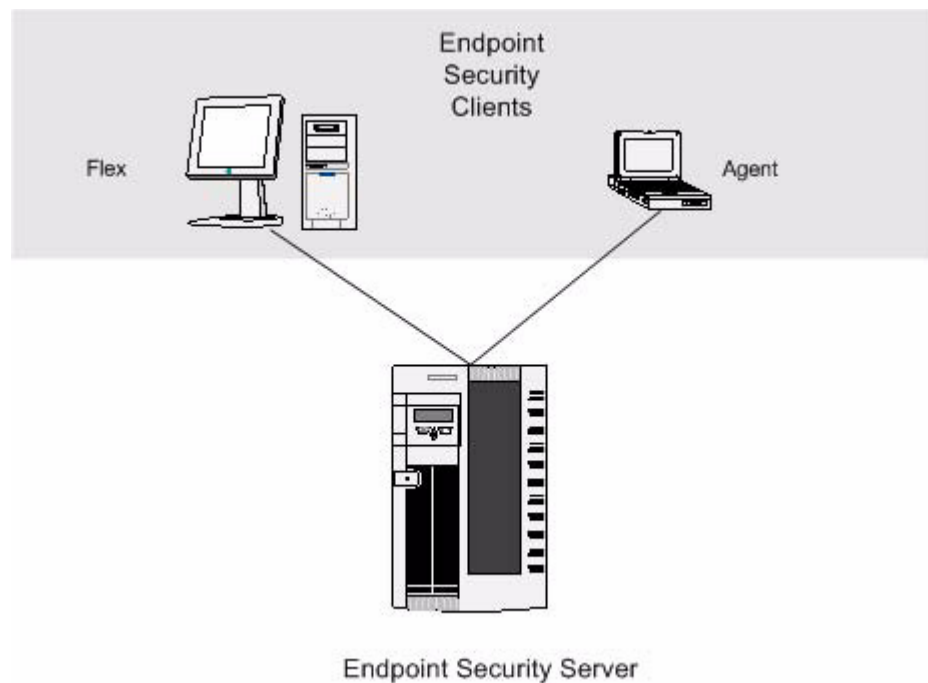 Endpoint
Security
Clients
Flex
Agent
Endpoint Security Server